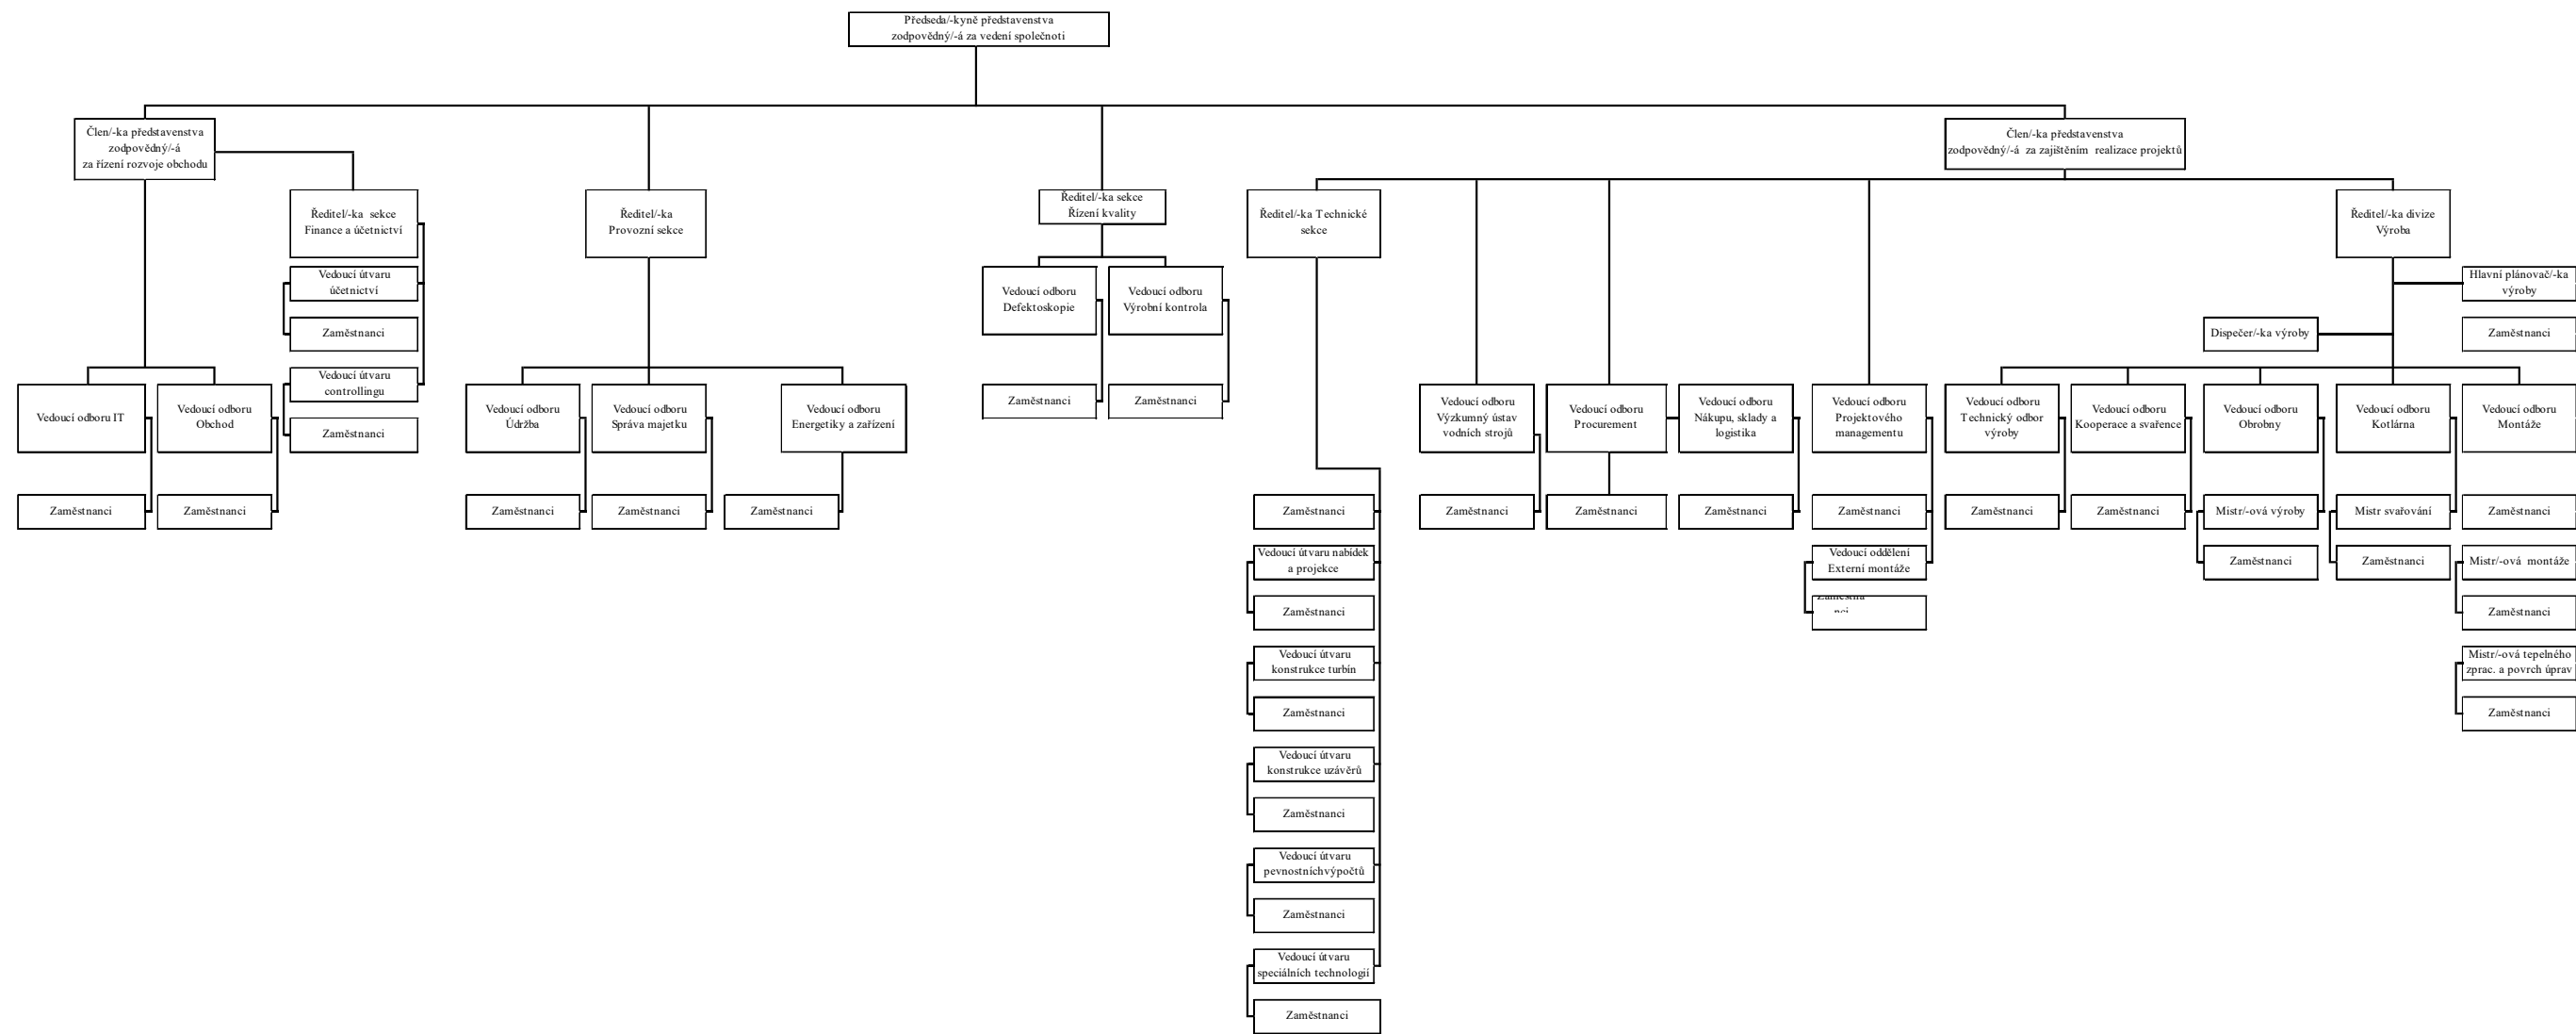 Předseda/-kyně představenstva
zodpovědný/-á za vedení společnoti
Člen/-ka představenstva
zodpovědný/-á
za řízení rozvoje obchodu
Člen/-ka představenstva
zodpovědný/-á za zajištěním realizace projektů
Ředitel/-ka sekce
Finance a účetnictví
Ředitel/-ka
Provozní sekce
Ředitel/-ka sekce
Řízení kvality
Ředitel/-ka Technické
sekce
Ředitel/-ka divize
Výroba
Vedoucí útvaru
účetnictví
Zaměstnanci
Vedoucí útvaru
controllingu
Zaměstnanci
Vedoucí odboru
Defektoskopie
Vedoucí odboru
Výrobní kontrola
Zaměstnanci
Zaměstnanci
Hlavní plánovač/-ka
výroby
Dispečer/-ka výroby
Zaměstnanci
Vedoucí odboru IT
Vedoucí odboru
Obchod
Vedoucí odboru
Údržba
Vedoucí odboru
Správa majetku
Vedoucí odboru
Energetiky a zařízení
Vedoucí odboru
Výzkumný ústav
vodních strojů
Vedoucí odboru
Procurement
Vedoucí odboru
Nákupu, sklady a
logistika
Vedoucí odboru
Projektového
managementu
Vedoucí odboru
Technický odbor
výroby
Vedoucí odboru
Kooperace a svařence
Vedoucí odboru
Obrobny
Vedoucí odboru
Kotlárna
Vedoucí odboru
Montáže
Zaměstnanci
Zaměstnanci
Zaměstnanci
Zaměstnanci
Zaměstnanci
Zaměstnanci
Zaměstnanci
Zaměstnanci
Zaměstnanci
Zaměstnanci
Zaměstnanci
Zaměstnanci
Mistr/-ová výroby
Mistr svařování
Zaměstnanci
Vedoucí útvaru nabídek
a projekce
Vedoucí oddělení
Externí montáže
Zaměstnanci
Zaměstnanci
Mistr/-ová montáže
Zaměstnanci
Zaměstna
nci
Zaměstnanci
Vedoucí útvaru
konstrukce turbín
Mistr/-ová tepelného
zprac. a povrch úprav
Zaměstnanci
Zaměstnanci
Vedoucí útvaru
konstrukce uzávěrů
Zaměstnanci
Vedoucí útvaru
pevnostníchvýpočtů
Zaměstnanci
Vedoucí útvaru
speciálních technologií
Zaměstnanci